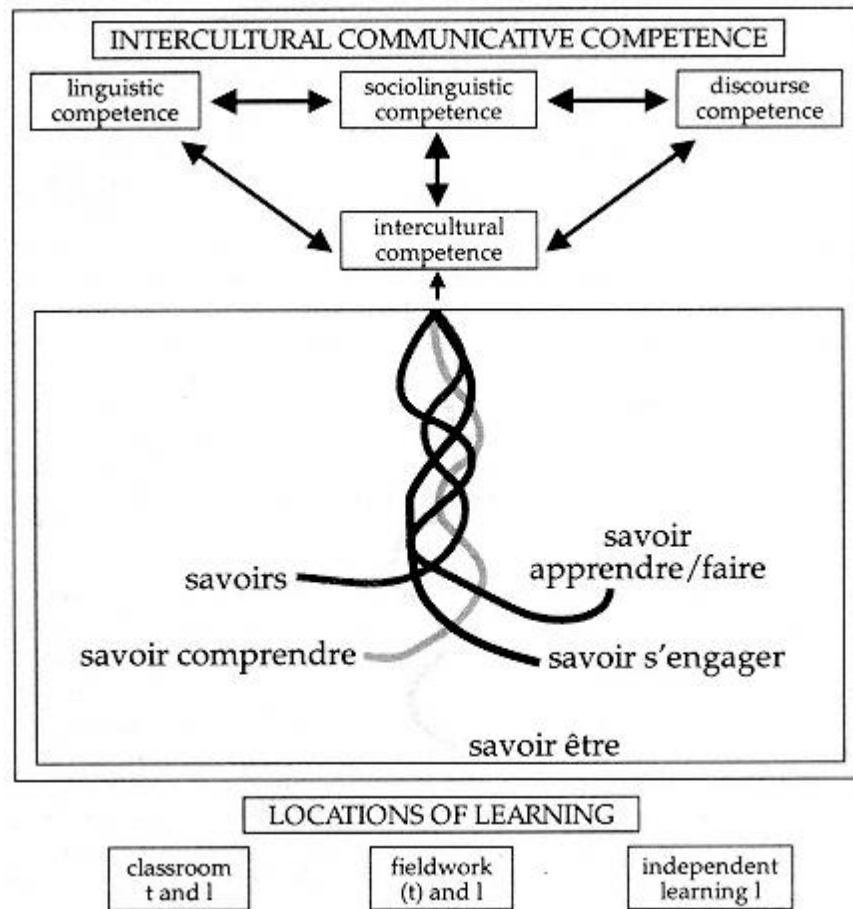 INTERCULTURAL COMMUNICATIVE COMPETENCE
linguistic
competence
sociolinguistic
competence
discourse
competence
intercultural
competence
savoirs
savoir
apprendre/faire
savoir comprendre
savoir s'engager
savoir être
LOCATIONS OF LEARNING
classroom
t and l
fieldwork
(t) and l
independent
learning l